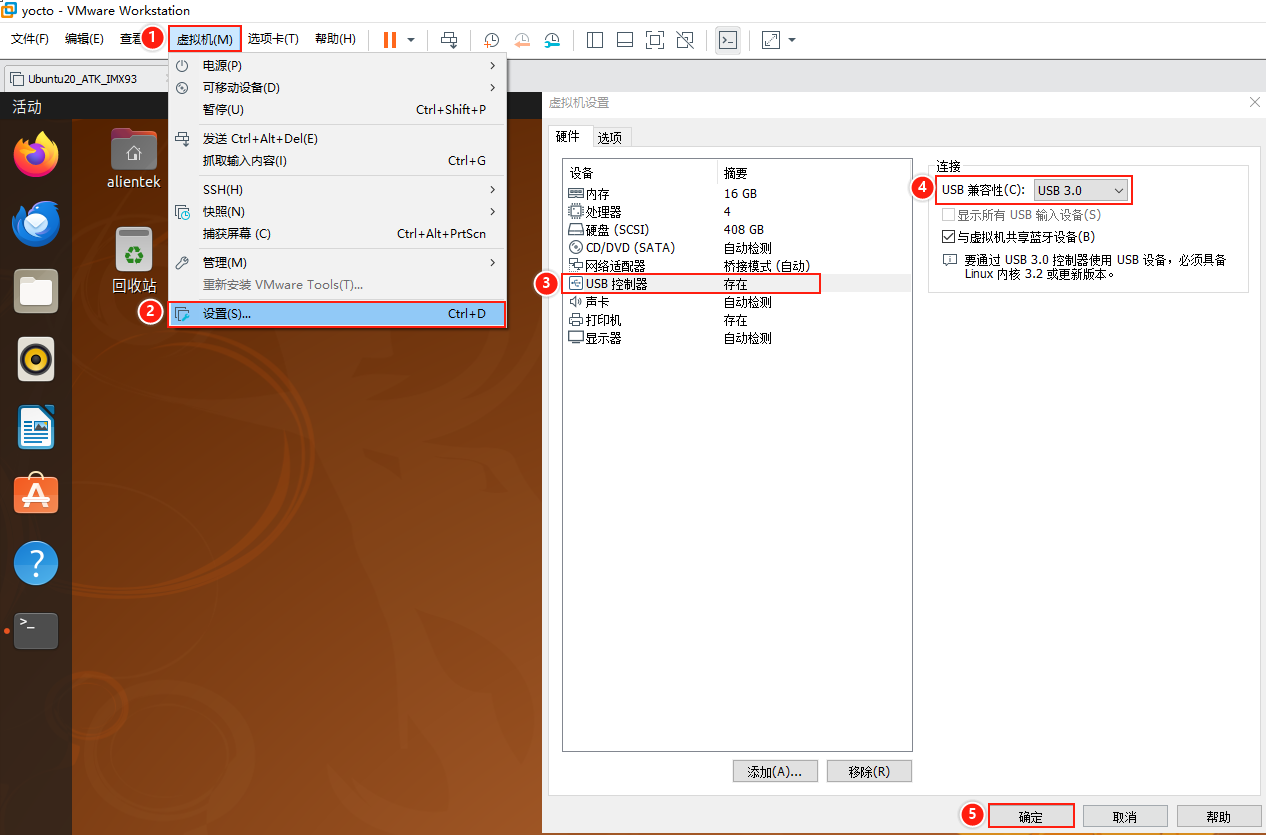 yocto - VMware Workstation
文件(F) 编辑(E) 查看 1 虚拟机(M) 选项卡(T) 帮助(H)
Ubuntu20_ATK_IMX93
活动
alientek
回收站
电源(P)
可移动设备(D)
暂停(U) Ctrl+Shift+P
发送 Ctrl+Alt+Del(E)
抓取输入内容(I) Ctrl+G
SSH(H)
快照(N)
捕获屏幕 (C) Ctrl+Alt+PrtScn
管理(M)
重新安装 VMware Tools(T)...
2 设置(S)... Ctrl+D
虚拟机设置
硬件 选项
设备 摘要
内存 16 GB
处理器 4
硬盘 (SCSI) 408 GB
CD/DVD (SATA) 自动检测
网络适配器 桥接模式 (自动)
3 USB 控制器 存在
声卡 自动检测
打印机 存在
显示器 自动检测
添加(A)... 移除(R)
连接
4 USB 兼容性(C): USB 3.0
显示所有 USB 输入设备(S)
与虚拟机共享蓝牙设备(B)
要通过 USB 3.0 控制器使用 USB 设备，必须具备
Linux 内核 3.2 或更新版本。
5 确定 取消 帮助